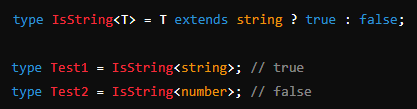 type IsString<T> = T extends string ? true : false;
type Test1 = IsString<string>; // true
type Test2 = IsString<number>; // false